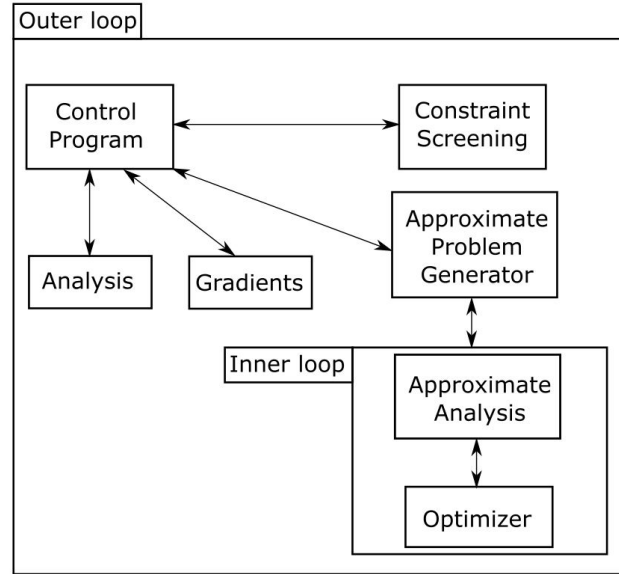 Outer loop
Control
Program
Constraint
Screening
Approximate
Problem
Generator
Analysis
Gradients
Inner loop
Approximate
Analysis
Optimizer